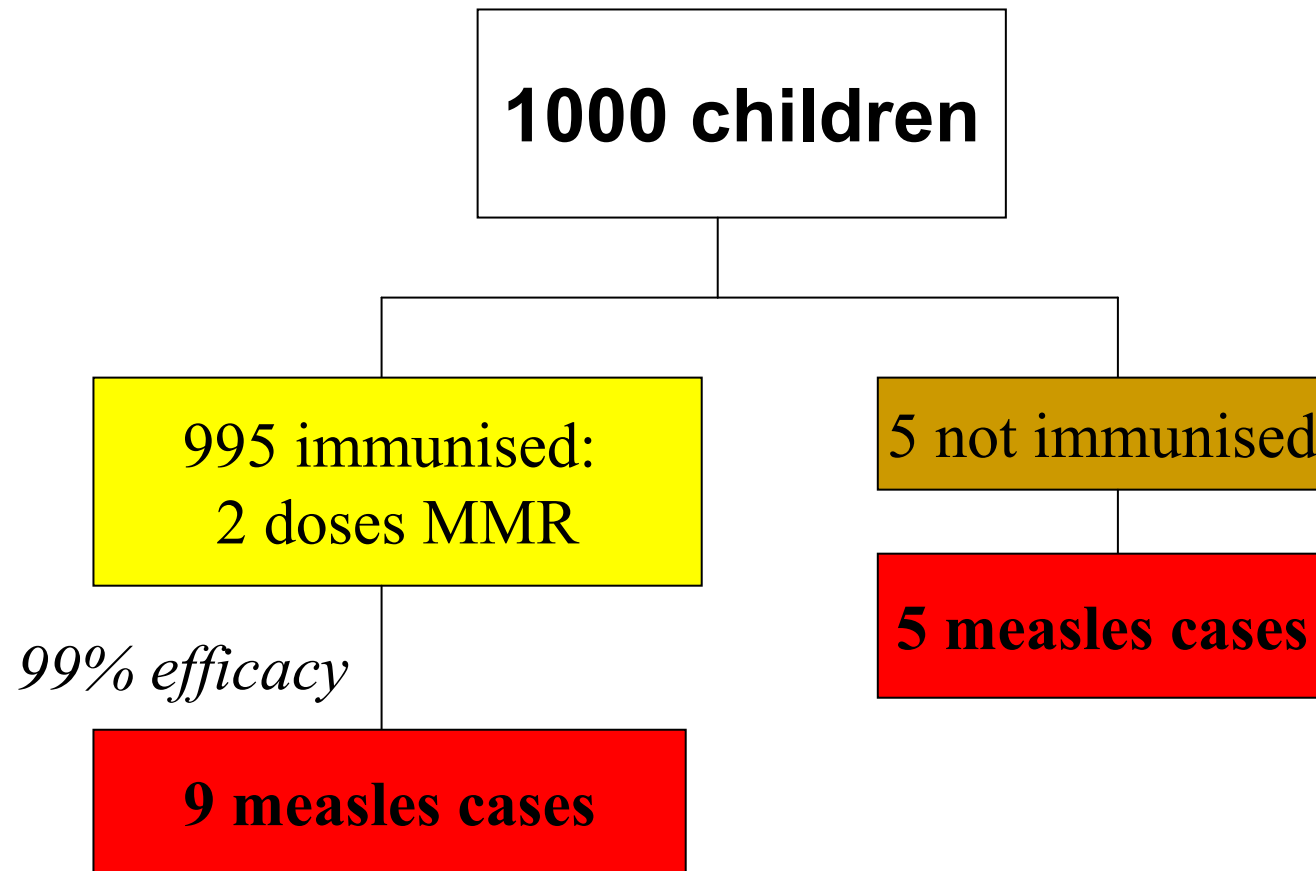 1000 children
995 immunised:
2 doses MMR
5 not immunised
99% efficacy
5 measles cases
9 measles cases